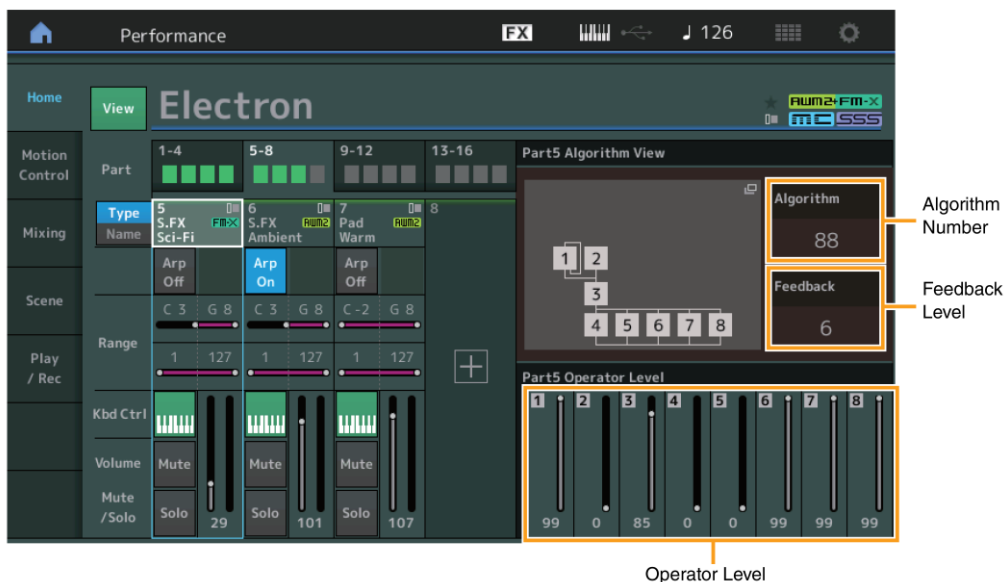 Performance
FX
126
Home
View
Electron
AWM2+FM-X
MC SSS
Motion
Control
Mixing
Scene
Play
/ Rec
Part
1-4
5-8
9-12
13-16
Type
Name
5
S.FX
FM-X
Sci-Fi
6
S.FX
AWM2
Ambient
7
Pad
AWM2
Warm
8
Arp
Off
Arp
On
Arp
Off
Range
C 3 G 8
C 3 G 8
C -2 G 8
1 127
1 127
1 127
Kbd Ctrl
Volume
Mute
/Solo
Mute
Mute
Mute
Solo
29
Solo
101
Solo
107
Part5 Algorithm View
1 2
3
4 5 6 7 8
Algorithm
88
Feedback
6
Algorithm
Number
Feedback
Level
Part5 Operator Level
1 2 3 4 5 6 7 8
99 0 85 0 0 99 99 99
Operator Level